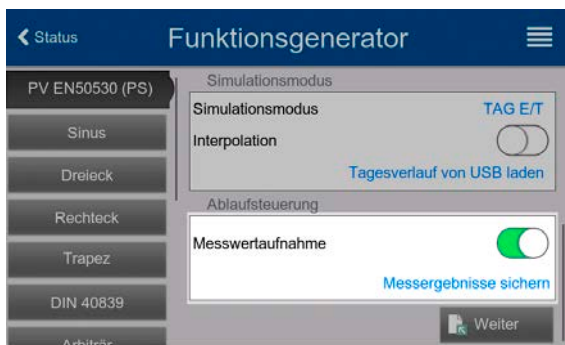 Status
Funktionsgenerator
PV EN50530 (PS)
Sinus
Dreieck
Rechteck
Trapez
DIN 40839
Arbiträr
Simulationsmodus
Simulationsmodus TAG E/T
Interpolation
Tagesverlauf von USB laden
Ablaufsteuerung
Messwertaufnahme
Messergebnisse sichern
Weiter